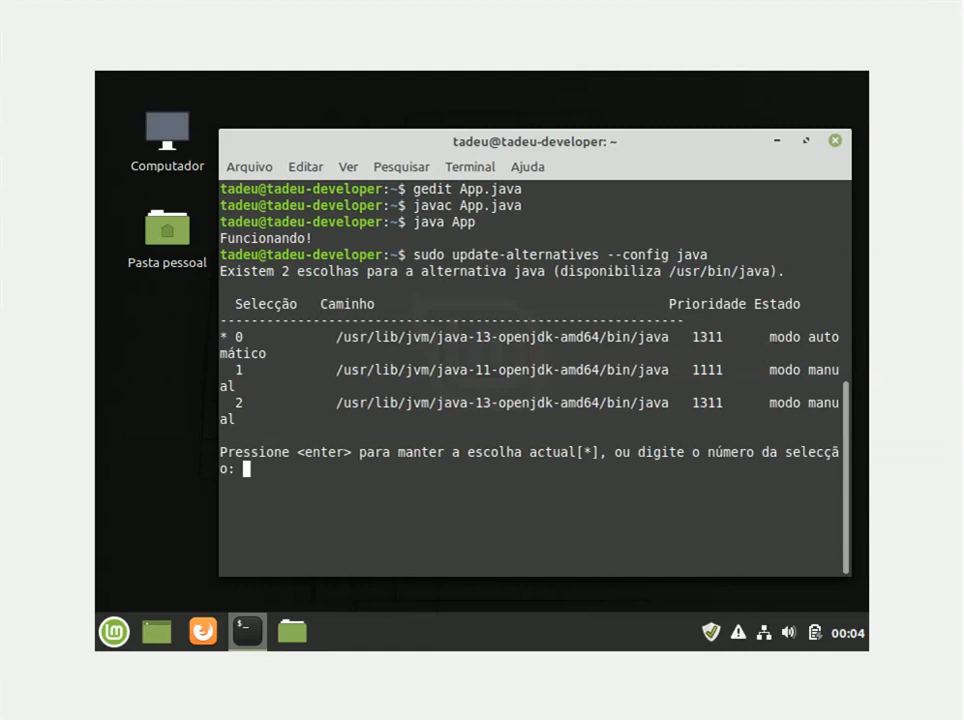 Computador
Pasta pessoal
tadeu@tadeu-developer: ~
Arquivo Editar Ver Pesquisar Terminal Ajuda
tadeu@tadeu-developer:~$ gedit App.java
tadeu@tadeu-developer:~$ javac App.java
tadeu@tadeu-developer:~$ java App
Funcionando!
tadeu@tadeu-developer:~$ sudo update-alternatives --config java
Existem 2 escolhas para a alternativa java (disponibiliza /usr/bin/java).
Selecção Caminho Prioridade Estado
------------------------------------------------------------
* 0 /usr/lib/jvm/java-13-openjdk-amd64/bin/java 1311 modo auto
mático
1 /usr/lib/jvm/java-11-openjdk-amd64/bin/java 1111 modo manu
al
2 /usr/lib/jvm/java-13-openjdk-amd64/bin/java 1311 modo manu
al
Pressione <enter> para manter a escolha actual[*], ou digite o número da selecçã
o:
$_
00:04